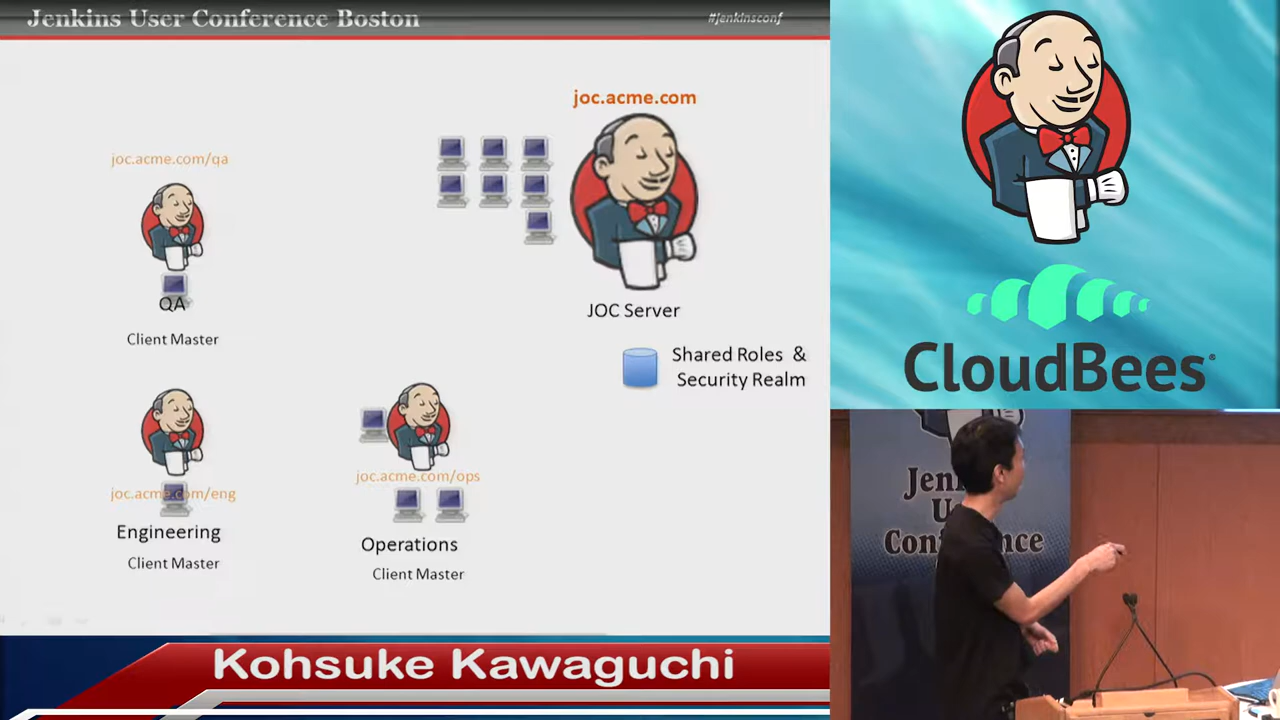 Jenkins User Conference Boston
#jenkinsconf
joc.acme.com
joc.acme.com/qa
QA
Client Master
JOC Server
Shared Roles &
Security Realm
joc.acme.com/eng
Engineering
Client Master
joc.acme.com/ops
Operations
Client Master
CloudBees
Kohsuke Kawaguchi